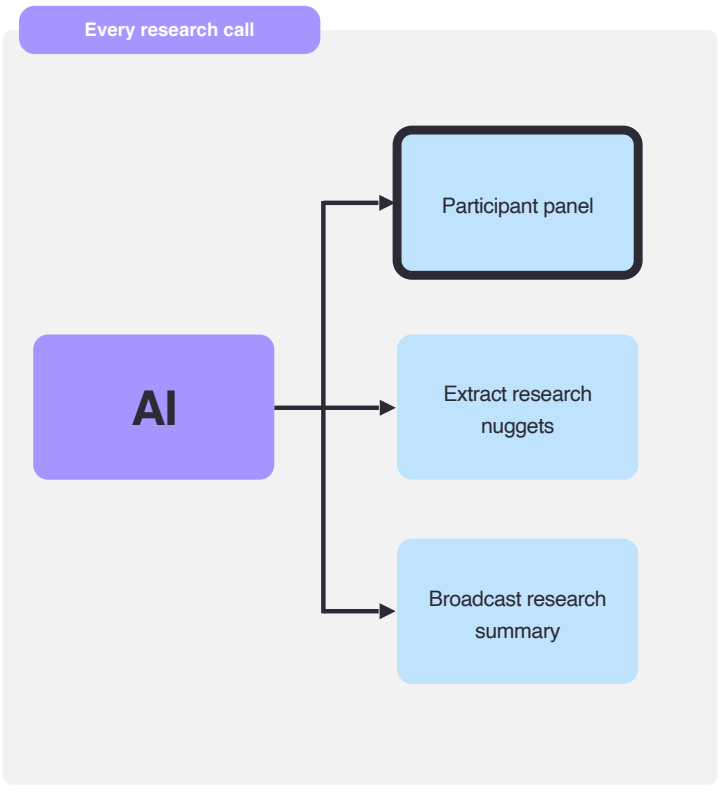 Every research call
Participant panel
AI
Extract research
nuggets
Broadcast research
summary